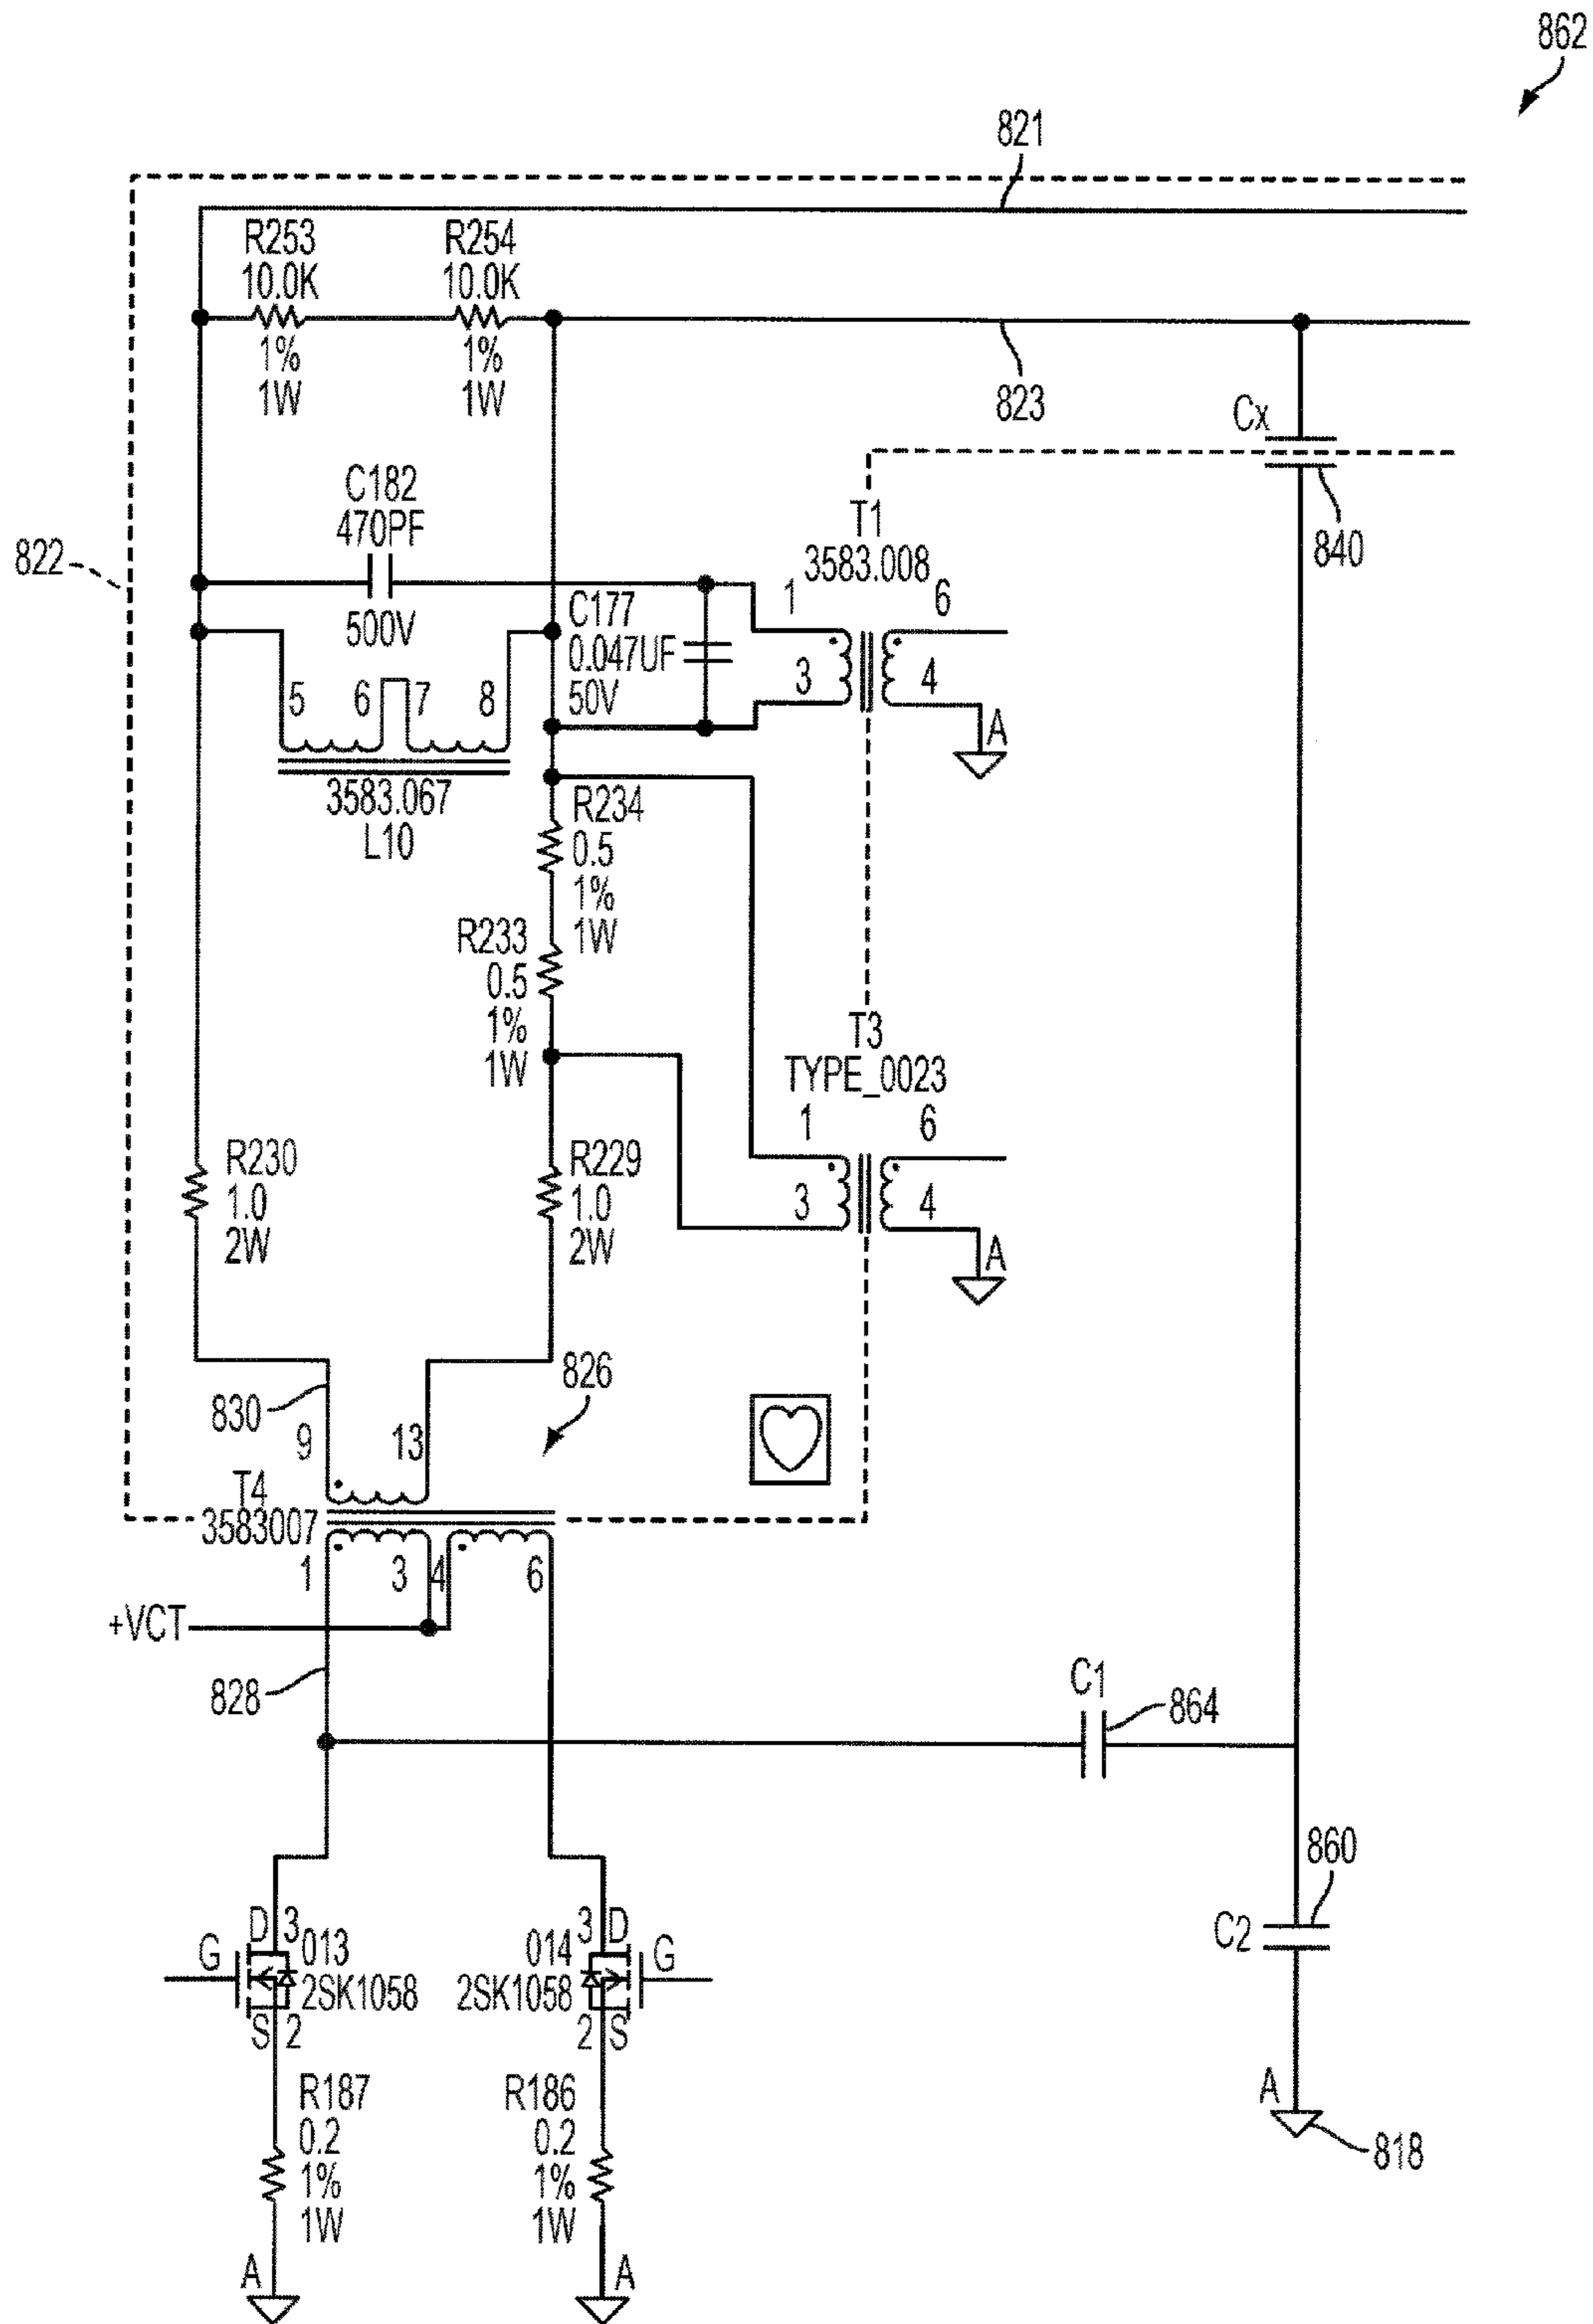 862
821
R253
10.0K
1%
1W
R254
10.0K
1%
1W
823
Cx
840
C182
470PF
500V
822
T1
3583.008
1
6
3
4
A
C177
0.047UF
50V
5
6
7
8
3583.067
L10
R234
0.5
1%
1W
R233
0.5
1%
1W
T3
TYPE_0023
1
6
3
4
A
R230
1.0
2W
R229
1.0
2W
826
830
9
13
T4
3583007
1
3
4
6
+VCT
828
C1
864
860
C2
G
D
3
013
2SK1058
S
2
014
2SK1058
3
D
G
2
S
R187
0.2
1%
1W
R186
0.2
1%
1W
A
818
A
A